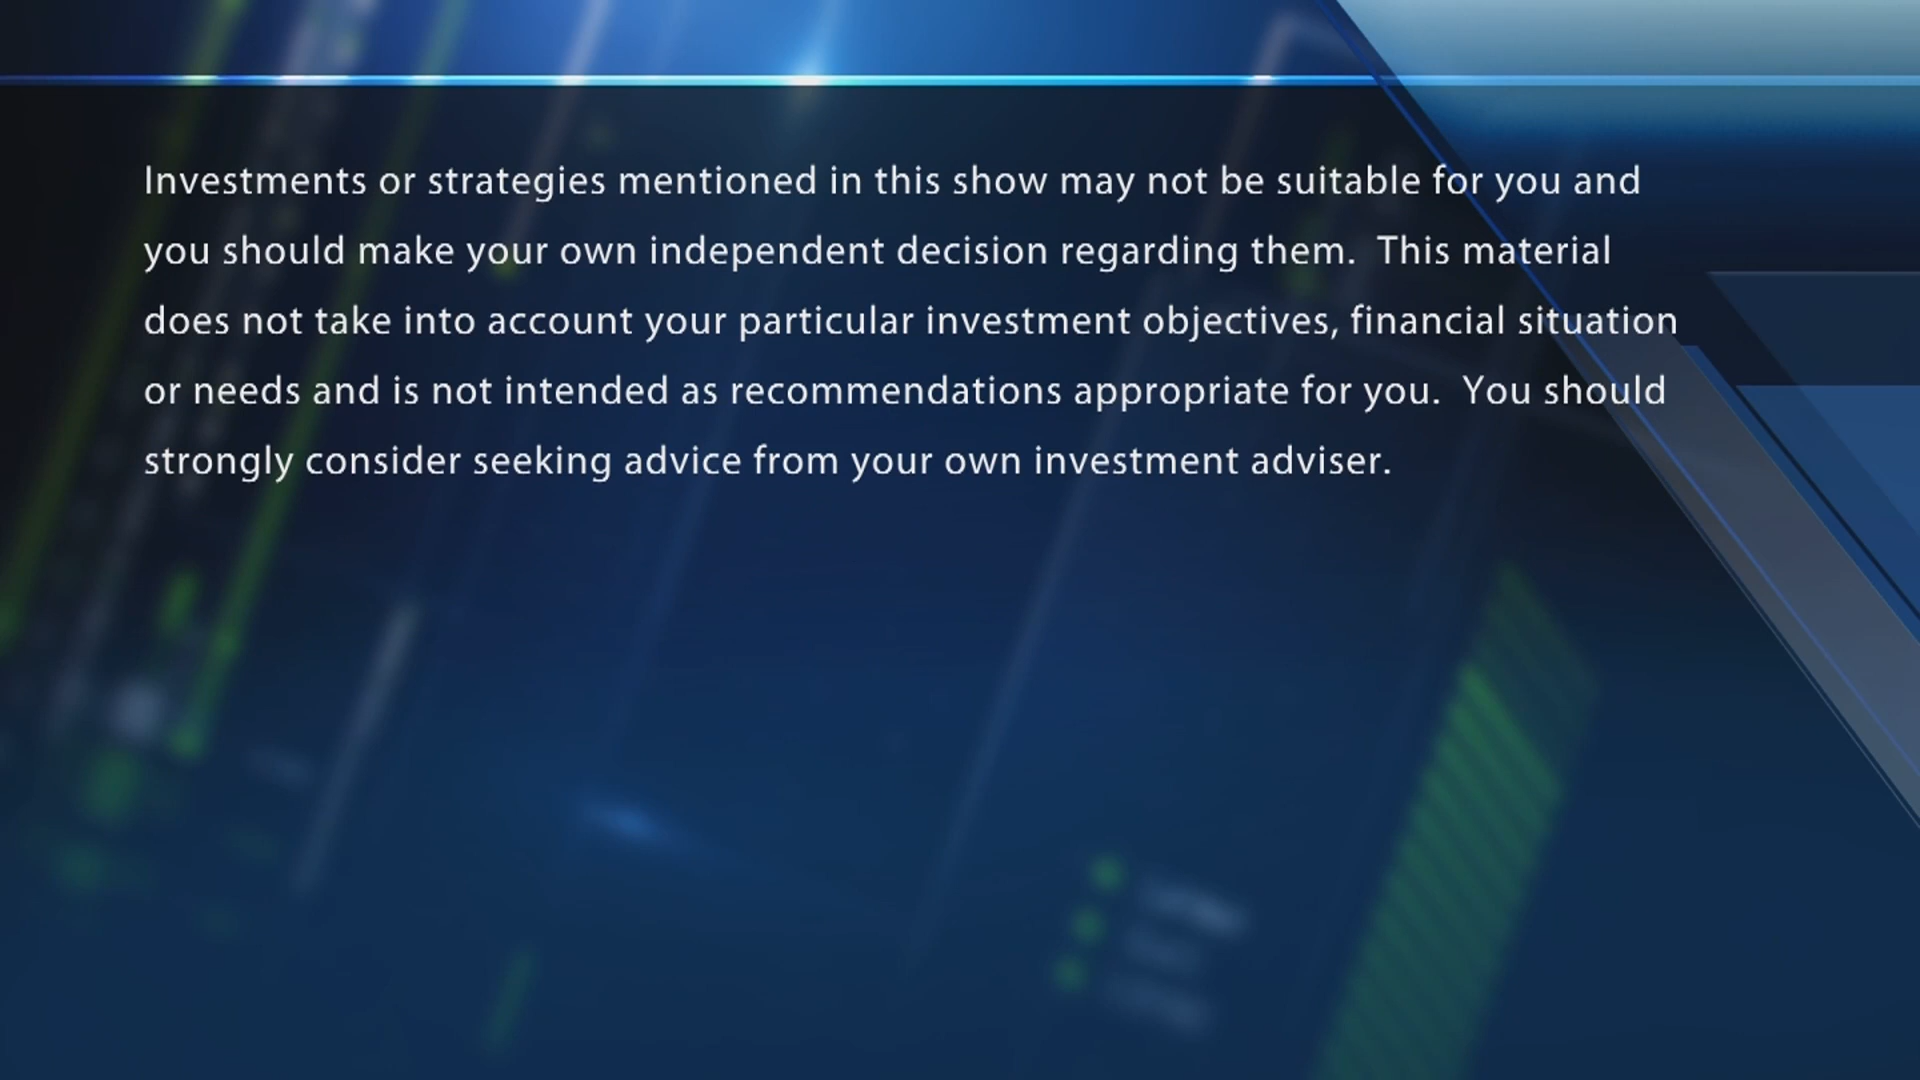 Investments or strategies mentioned in this show may not be suitable for you and
you should make your own independent decision regarding them.  This material
does not take into account your particular investment objectives, financial situation
or needs and is not intended as recommendations appropriate for you.  You should
strongly consider seeking advice from your own investment adviser.